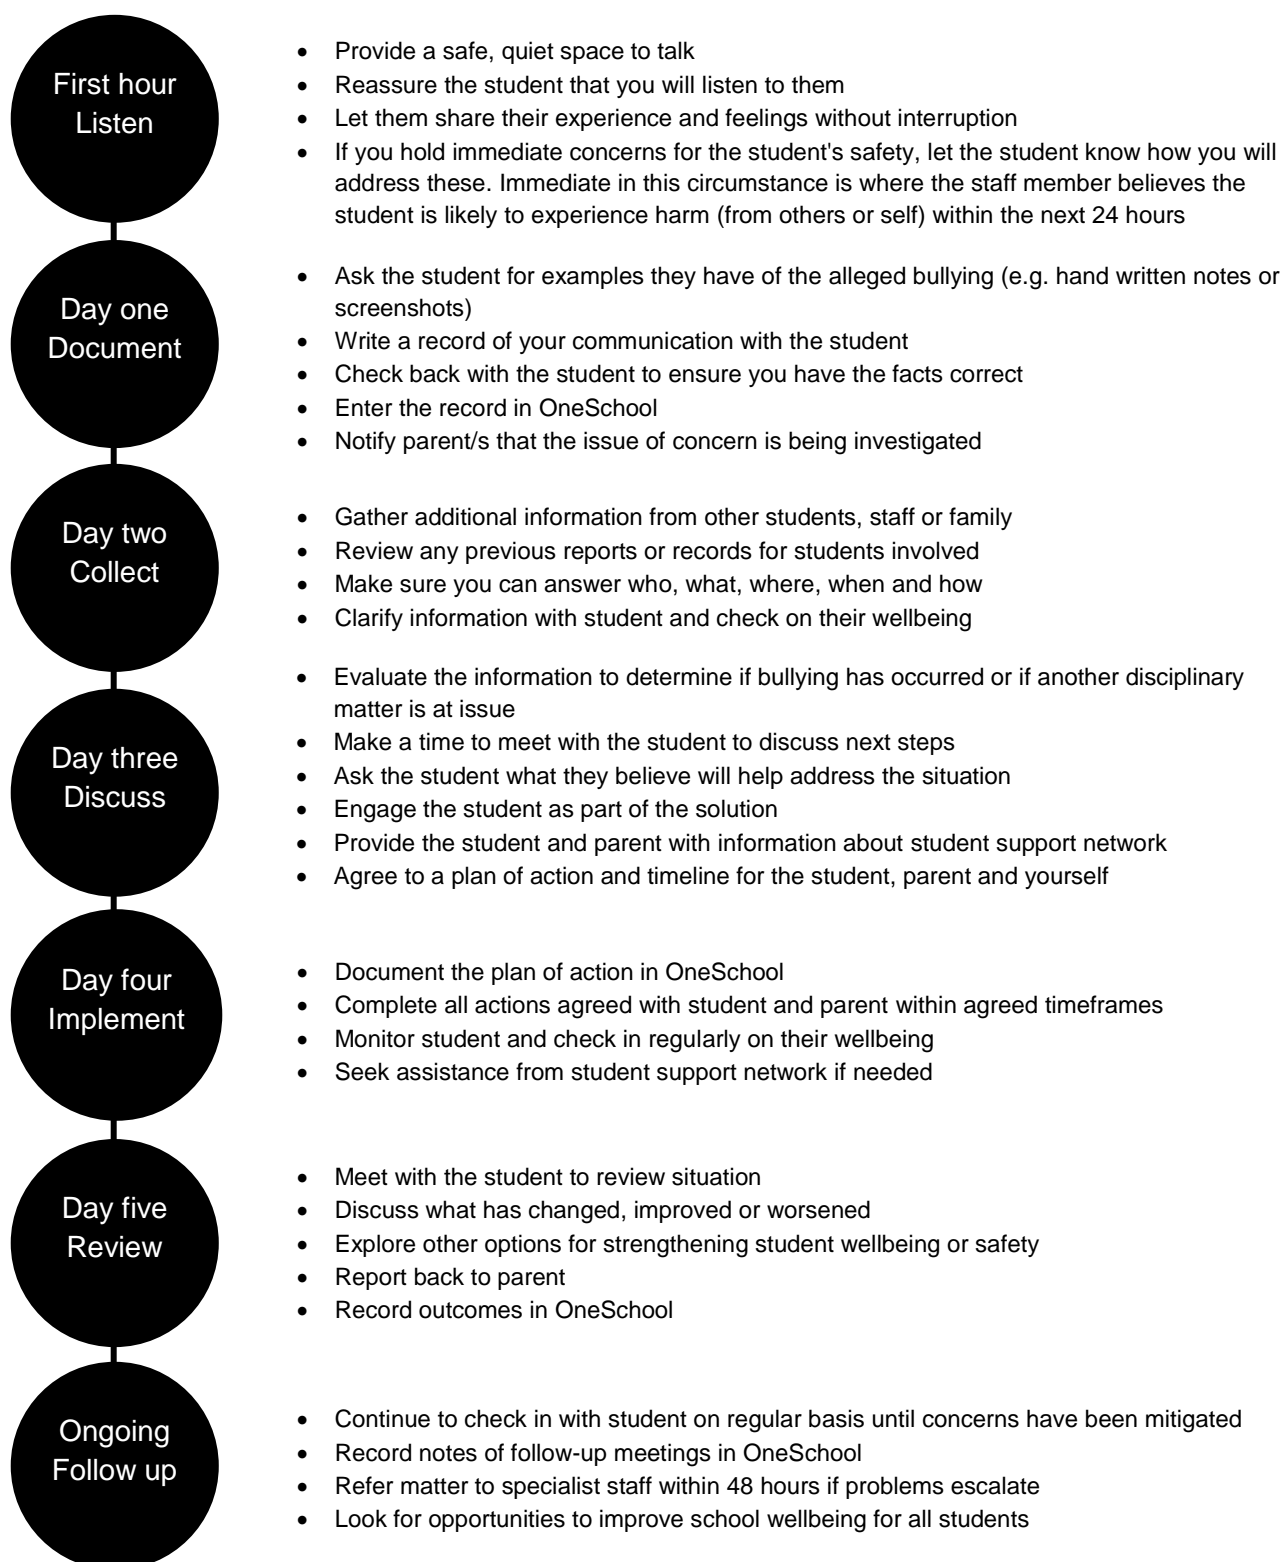 First hour
Listen
• Provide a safe, quiet space to talk
• Reassure the student that you will listen to them
• Let them share their experience and feelings without interruption
• If you hold immediate concerns for the student's safety, let the student know how you will
address these. Immediate in this circumstance is where the staff member believes the
student is likely to experience harm (from others or self) within the next 24 hours
Day one
Document
• Ask the student for examples they have of the alleged bullying (e.g. hand written notes or
screenshots)
• Write a record of your communication with the student
• Check back with the student to ensure you have the facts correct
• Enter the record in OneSchool
• Notify parent/s that the issue of concern is being investigated
Day two
Collect
• Gather additional information from other students, staff or family
• Review any previous reports or records for students involved
• Make sure you can answer who, what, where, when and how
• Clarify information with student and check on their wellbeing
Day three
Discuss
• Evaluate the information to determine if bullying has occurred or if another disciplinary
matter is at issue
• Make a time to meet with the student to discuss next steps
• Ask the student what they believe will help address the situation
• Engage the student as part of the solution
• Provide the student and parent with information about student support network
• Agree to a plan of action and timeline for the student, parent and yourself
Day four
Implement
• Document the plan of action in OneSchool
• Complete all actions agreed with student and parent within agreed timeframes
• Monitor student and check in regularly on their wellbeing
• Seek assistance from student support network if needed
Day five
Review
• Meet with the student to review situation
• Discuss what has changed, improved or worsened
• Explore other options for strengthening student wellbeing or safety
• Report back to parent
• Record outcomes in OneSchool
Ongoing
Follow up
• Continue to check in with student on regular basis until concerns have been mitigated
• Record notes of follow-up meetings in OneSchool
• Refer matter to specialist staff within 48 hours if problems escalate
• Look for opportunities to improve school wellbeing for all students